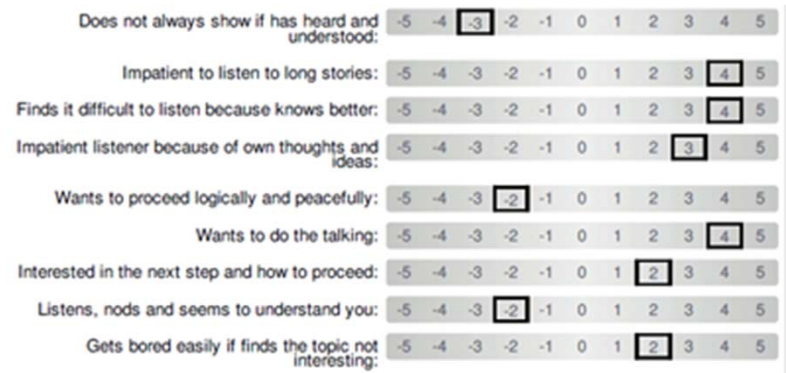 Does not always show if has heard and
understood: -5 -4 -3 -2 -1 0 1 2 3 4 5
Impatient to listen to long stories: -5 -4 -3 -2 -1 0 1 2 3 4 5
Finds it difficult to listen because knows better: -5 -4 -3 -2 -1 0 1 2 3 4 5
Impatient listener because of own thoughts and
ideas: -5 -4 -3 -2 -1 0 1 2 3 4 5
Wants to proceed logically and peacefully: -5 -4 -3 -2 -1 0 1 2 3 4 5
Wants to do the talking: -5 -4 -3 -2 -1 0 1 2 3 4 5
Interested in the next step and how to proceed: -5 -4 -3 -2 -1 0 1 2 3 4 5
Listens, nods and seems to understand you: -5 -4 -3 -2 -1 0 1 2 3 4 5
Gets bored easily if finds the topic not
interesting: -5 -4 -3 -2 -1 0 1 2 3 4 5